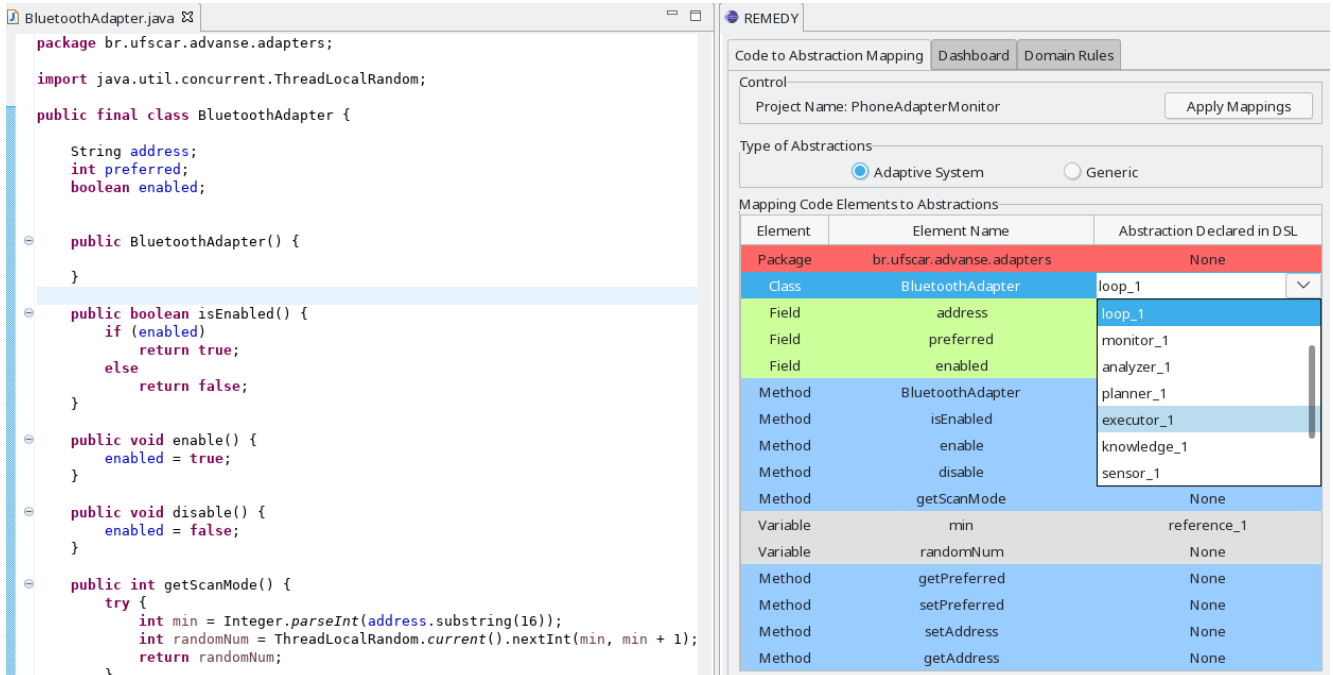 BluetoothAdapter.java
package br.ufscar.advanse.adapters;
import java.util.concurrent.ThreadLocalRandom;
public final class BluetoothAdapter {
String address;
int preferred;
boolean enabled;
public BluetoothAdapter() {
}
public boolean isEnabled() {
if (enabled)
return true;
else
return false;
}
public void enable() {
enabled = true;
}
public void disable() {
enabled = false;
}
public int getScanMode() {
try {
int min = Integer.parseInt(address.substring(16));
int randomNum = ThreadLocalRandom.current().nextInt(min, min + 1);
return randomNum;
}
REMEDY
Code to Abstraction Mapping Dashboard Domain Rules
Control
Project Name: PhoneAdapterMonitor Apply Mappings
Type of Abstractions
Adaptive System Generic
Mapping Code Elements to Abstractions
Element Element Name Abstraction Declared in DSL
Package br.ufscar.advanse.adapters None
Class BluetoothAdapter loop_1
Field address loop_1
Field preferred monitor_1
Field enabled analyzer_1
Method BluetoothAdapter planner_1
Method isEnabled executor_1
Method enable knowledge_1
Method disable sensor_1
Method getScanMode None
Variable min reference_1
Variable randomNum None
Method getPreferred None
Method setPreferred None
Method setAddress None
Method getAddress None